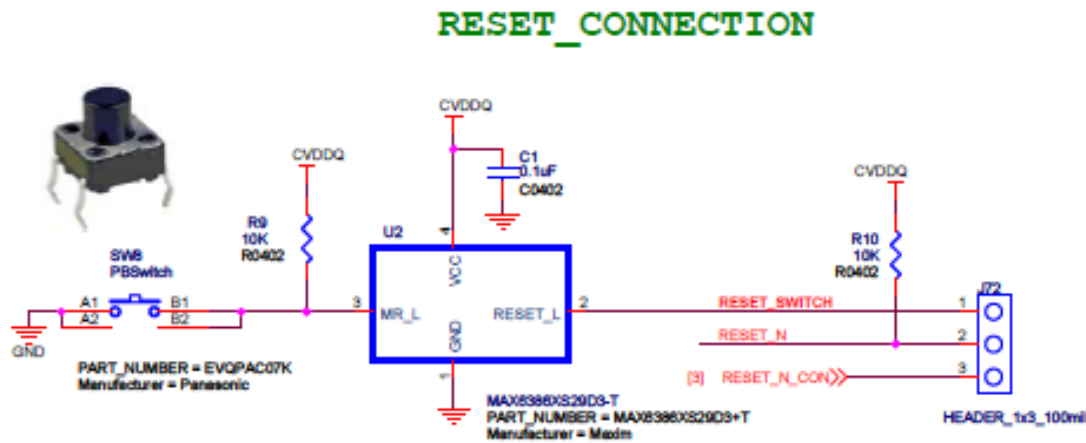 RESET_CONNECTION
CVDDQ
C1
0.1uF
C0402
CVDDQ
R9
10K
R0402
CVDDQ
R10
10K
R0402
U2
4
VCC
SW8
PBSwitch
A1
B1
A2
B2
3
MR_L
RESET_L
2
RESET_SWITCH
1
J72
GND
1
RESET_N
2
[3] RESET_N_CON
3
GND
PART_NUMBER = EVQPAC07K
Manufacturer = Panasonic
MAX6386XS29D3-T
PART_NUMBER = MAX6386XS29D3+T
Manufacturer = Maxim
HEADER_1x3_100mil